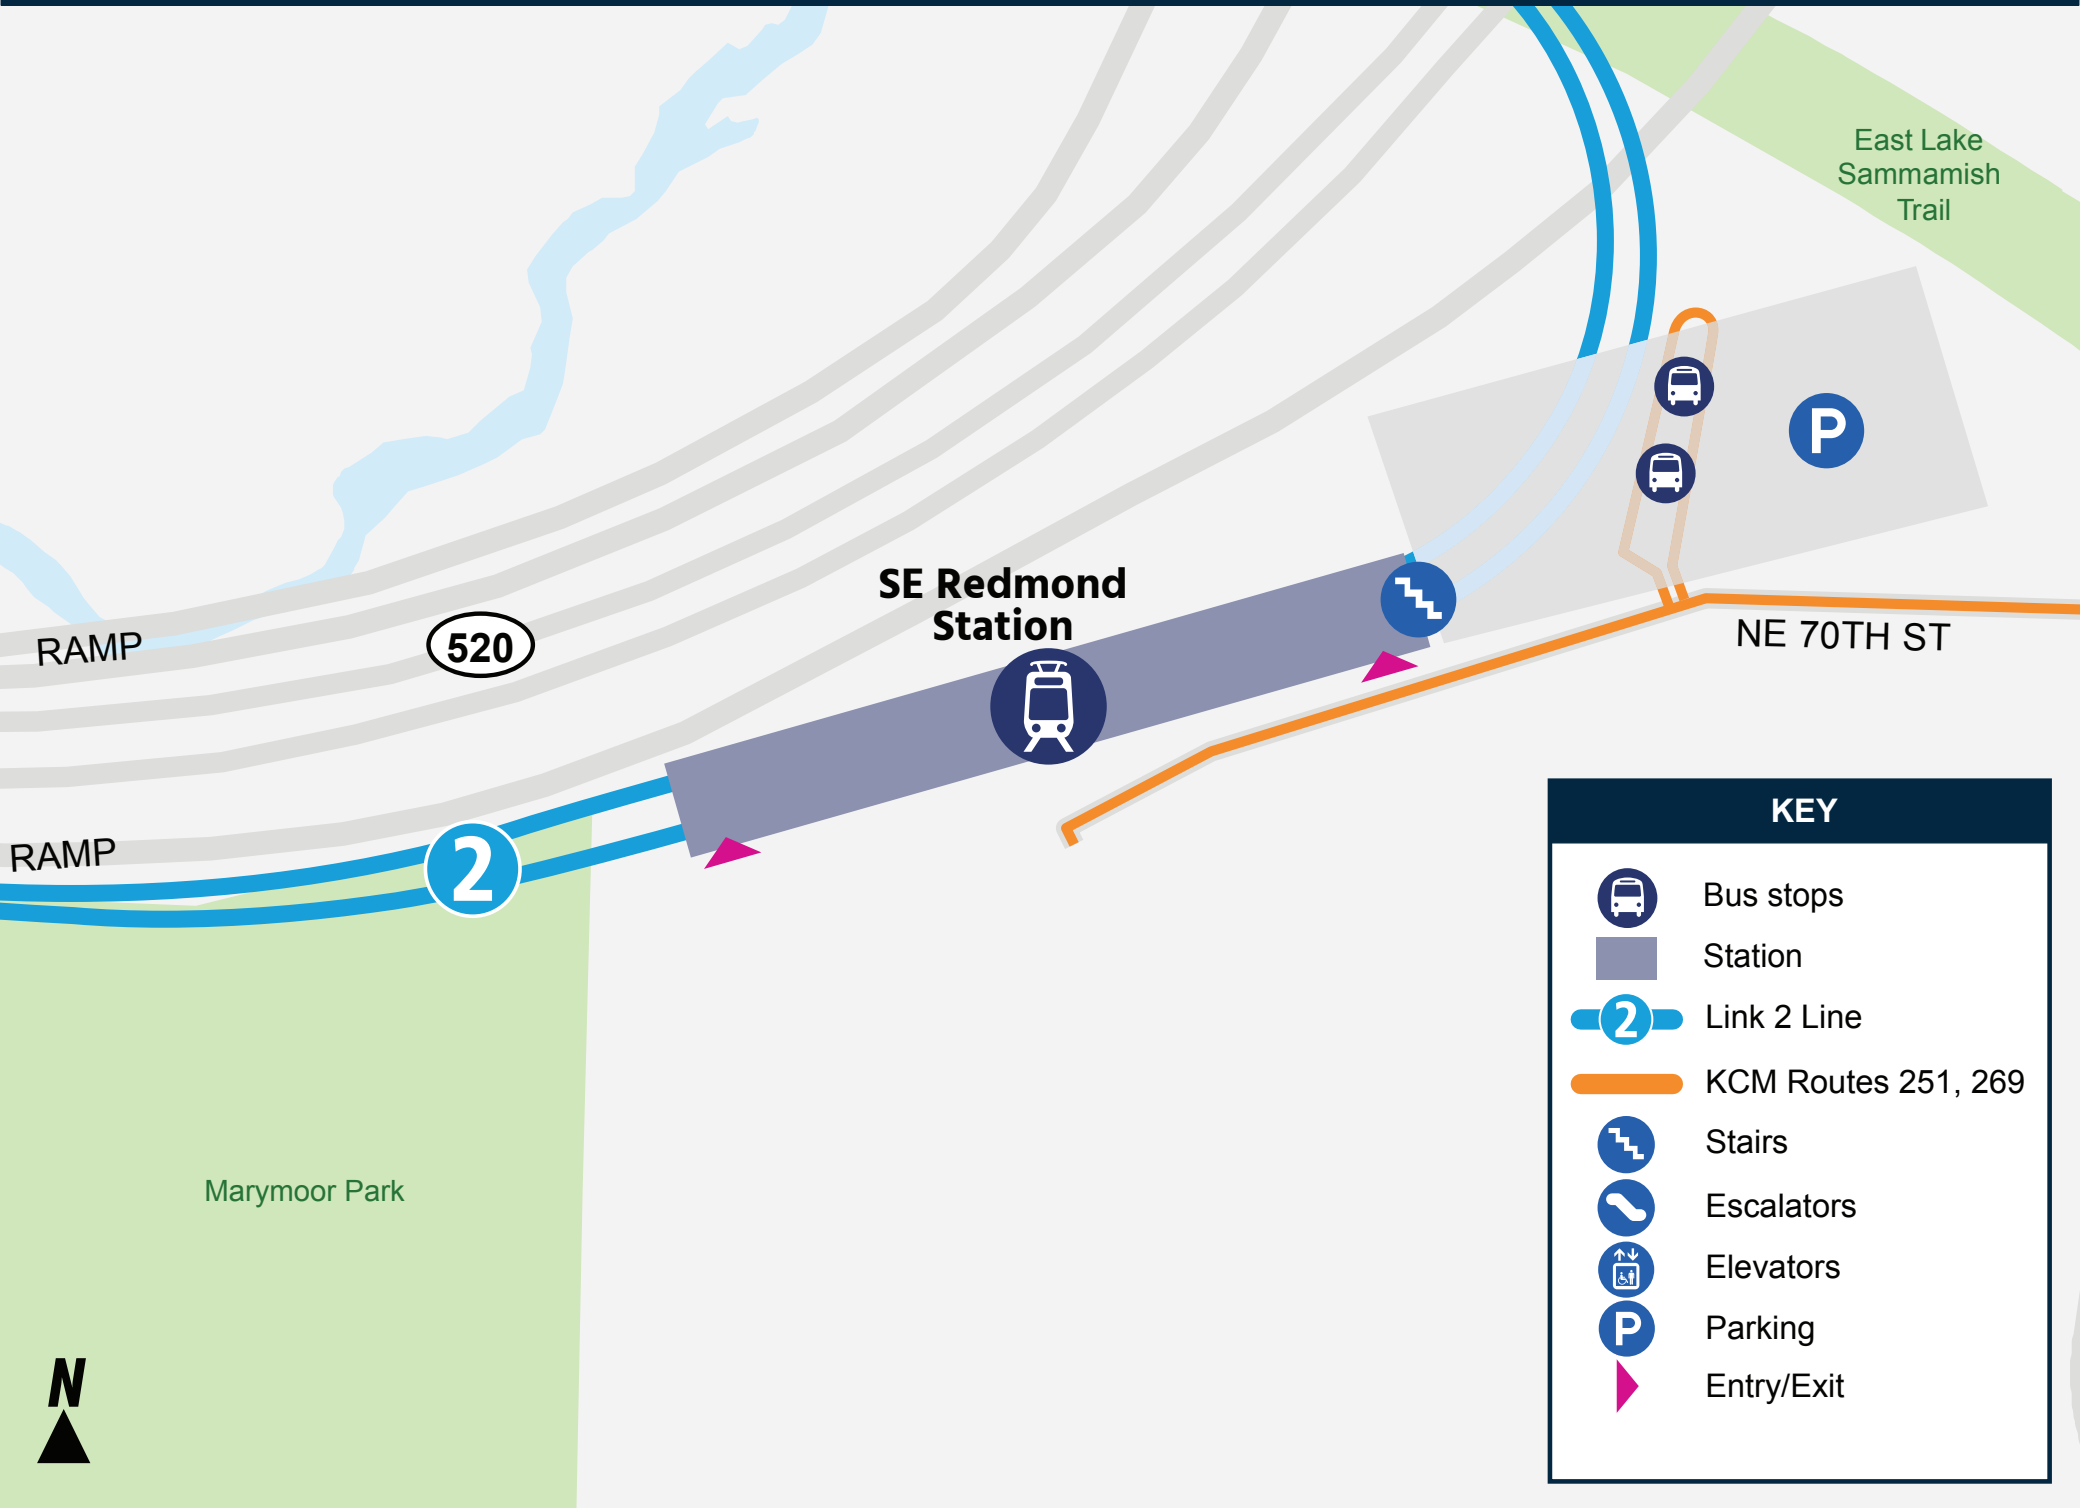 East Lake
Sammamish
Trail
P
SE Redmond
Station
RAMP
520
NE 70TH ST
RAMP
2
Marymoor Park
N
KEY
Bus stops
Station
2
Link 2 Line
KCM Routes 251, 269
Stairs
Escalators
Elevators
P
Parking
Entry/Exit